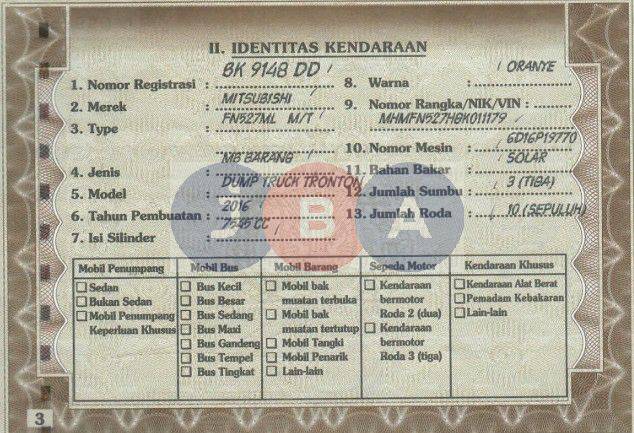 II. IDENTITAS KENDARAAN
1. Nomor Registrasi : BK 9148 DD
2. Merek : MITSUBISHI
3. Type : FN527ML M/T
4. Jenis : MB BARANG
5. Model : DUMP TRUCK TRONTON
6. Tahun Pembuatan : 2016
7. Isi Silinder : 7545 CC
8. Warna : ORANYE
9. Nomor Rangka/NIK/VIN : MHMFN527HBK011179
10. Nomor Mesin : 6D16P19770
11. Bahan Bakar : SOLAR
12. Jumlah Sumbu : 3 (TIGA)
13. Jumlah Roda : 10 (SEPULUH)
IBA
Mobil Penumpang
Sedan
Bukan Sedan
Mobil Penumpang
Keperluan Khusus
Mobil Bus
Bus Kecil
Bus Besar
Bus Sedang
Bus Maxi
Bus Gandeng
Bus Tempel
Bus Tingkat
Mobil Barang
Mobil bak
muatan terbuka
Mobil bak
muatan tertutup
Mobil Tangki
Mobil Penarik
Lain-lain
Sepeda Motor
Kendaraan
bermotor
Roda 2 (dua)
Kendaraan
bermotor
Roda 3 (tiga)
Kendaraan Khusus
Kendaraan Alat Berat
Pemadam Kebakaran
Lain-lain
3